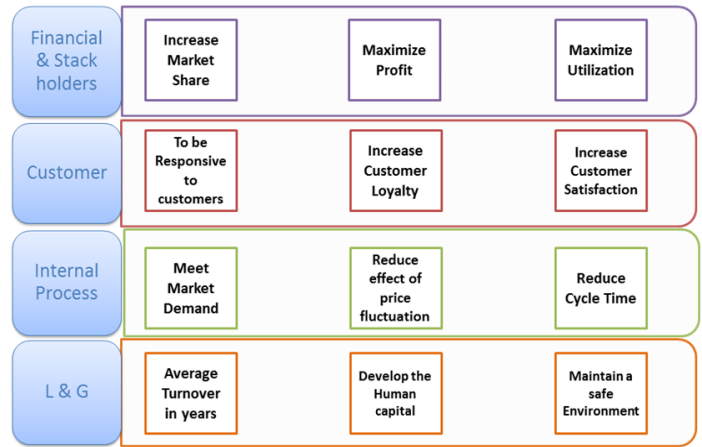 Financial
& Stack
holders
Increase
Market
Share
Maximize
Profit
Maximize
Utilization
Customer
To be
Responsive
to
customers
Increase
Customer
Loyalty
Increase
Customer
Satisfaction
Internal
Process
Meet
Market
Demand
Reduce
effect of
price
fluctuation
Reduce
Cycle Time
L & G
Average
Turnover
in years
Develop the
Human
capital
Maintain a
safe
Environment